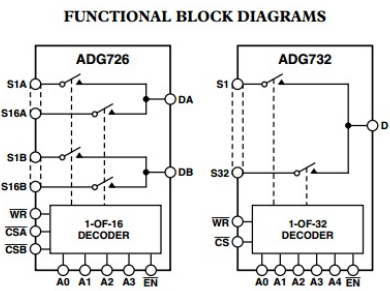 FUNCTIONAL BLOCK DIAGRAMS
ADG726
S1A
DA
S16A
S1B
DB
S16B
WR
CSA
CSB
1-OF-16
DECODER
A0 A1 A2 A3 EN
ADG732
S1
D
S32
WR
CS
1-OF-32
DECODER
A0 A1 A2 A3 A4 EN